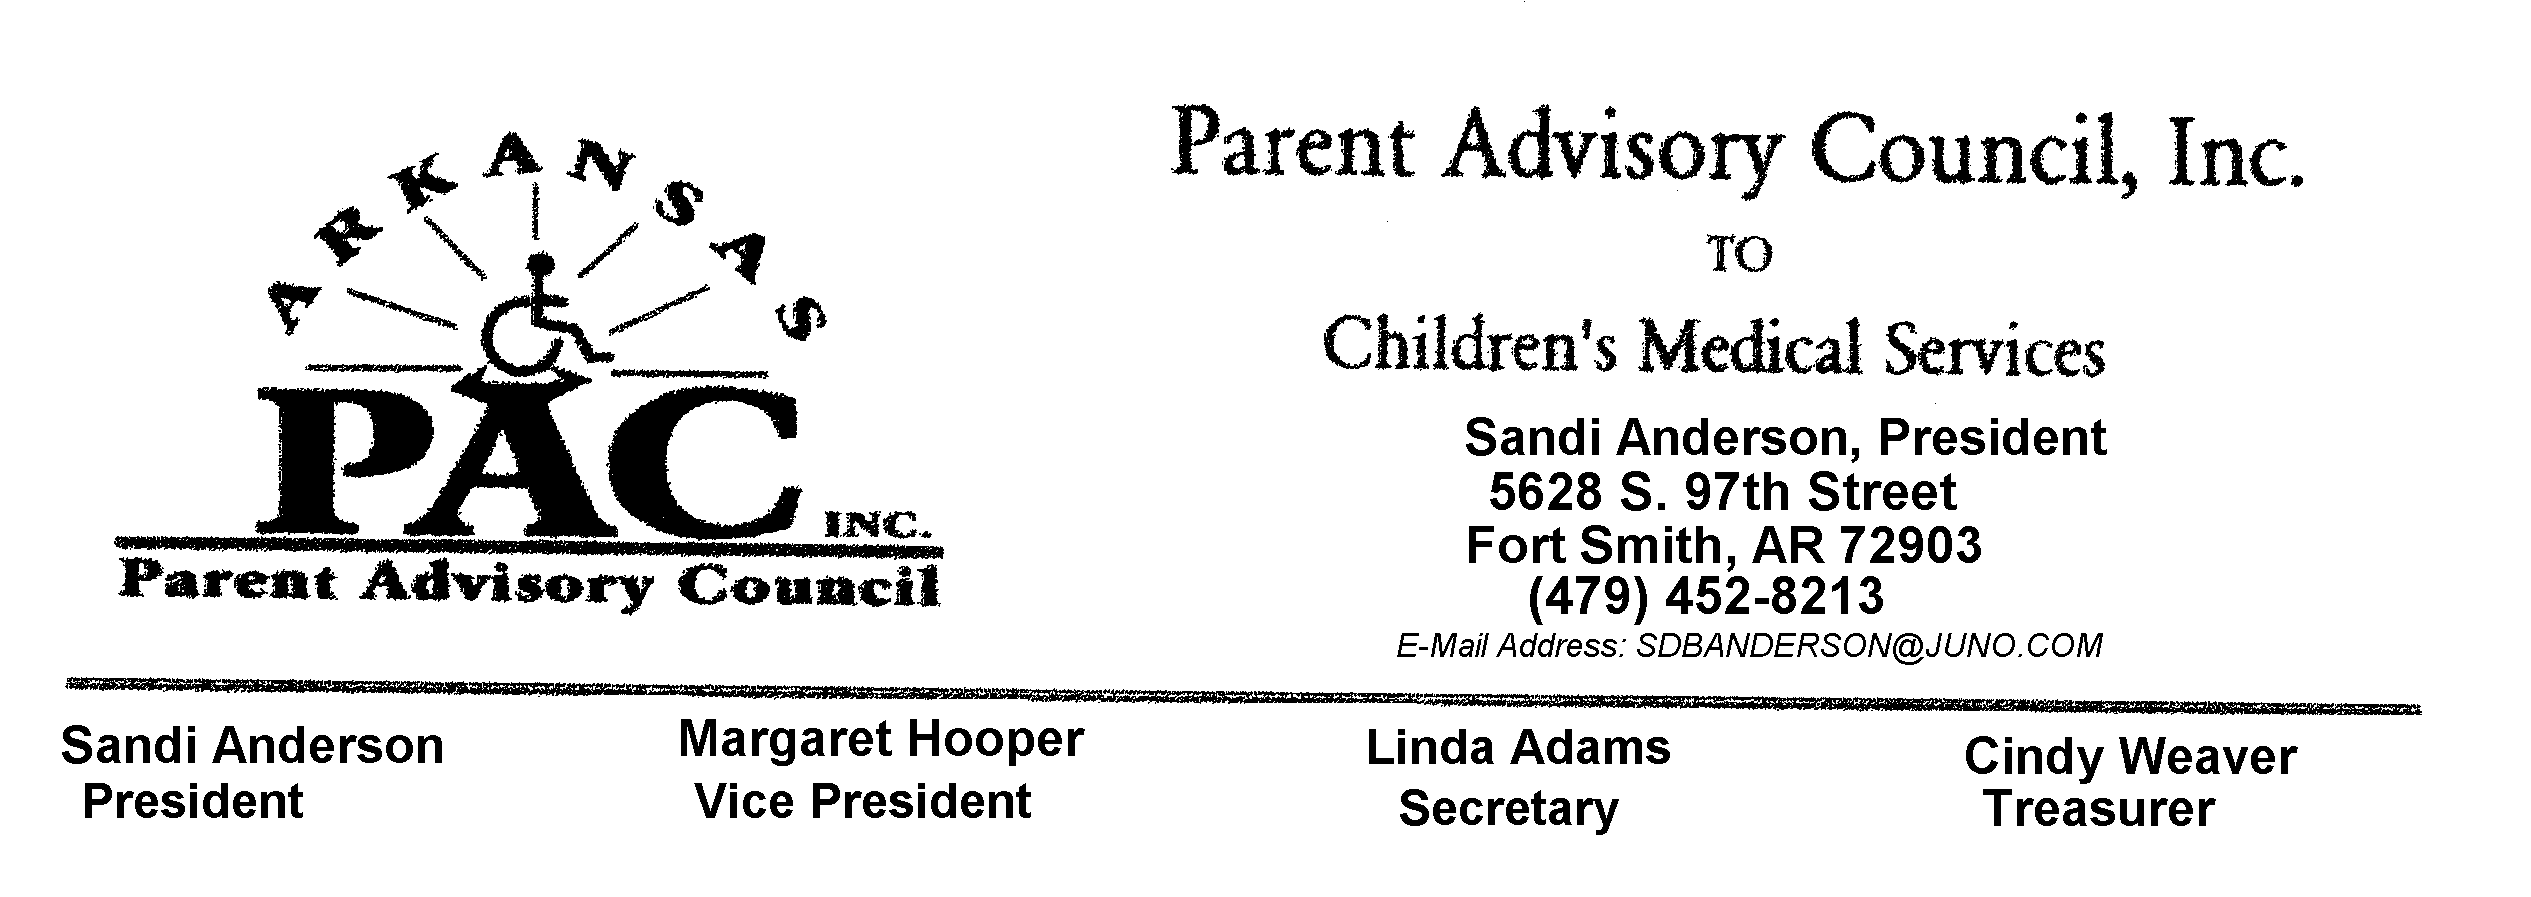 ARKANSAS
PAC INC.
Parent Advisory Council
Parent Advisory Council, Inc.
TO
Children's Medical Services
Sandi Anderson, President
5628 S. 97th Street
Fort Smith, AR 72903
(479) 452-8213
E-Mail Address: SDBANDERSON@JUNO.COM
Sandi Anderson
President
Margaret Hooper
Vice President
Linda Adams
Secretary
Cindy Weaver
Treasurer